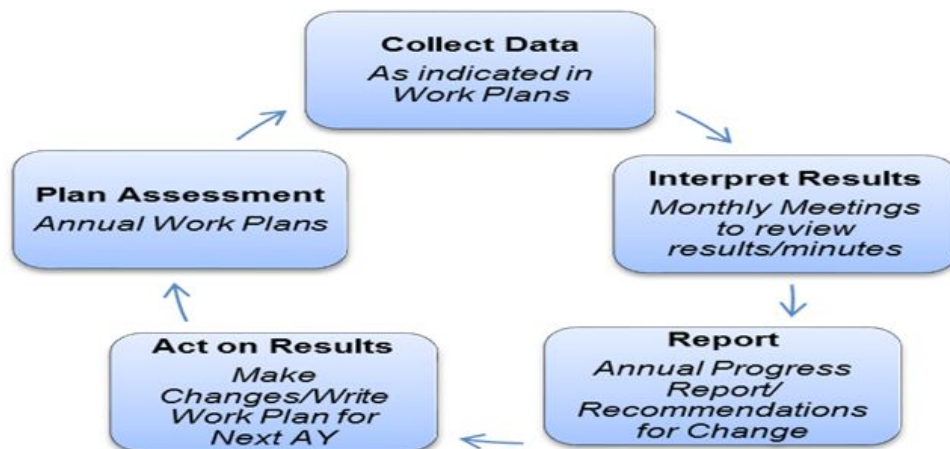 Collect Data
As indicated in
Work Plans
Plan Assessment
Annual Work Plans
Interpret Results
Monthly Meetings
to review
results/minutes
Act on Results
Make
Changes/Write
Work Plan for
Next AY
Report
Annual Progress
Report/
Recommendations
for Change